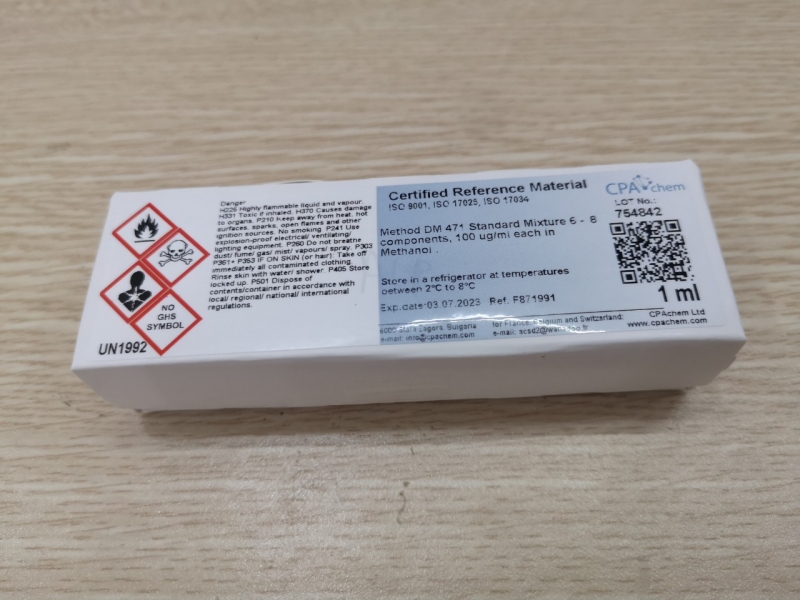 Danger
H225 Highly flammable liquid and vapour.
H331 Toxic if inhaled. H370 Causes damage
to organs. P210 Keep away from heat, hot
surfaces, sparks, open flames and other
ignition sources. No smoking. P241 Use
explosion-proof electrical/ ventilating/
lighting equipment. P260 Do not breathe
dust/ fume/ gas/ mist/ vapours/ spray. P303
P361+ P353 IF ON SKIN (or hair): Take off
immediately all contaminated clothing.
Rinse skin with water/ shower. P405 Store
locked up. P501 Dispose of
contents/container in accordance with
local/ regional/ national/ international
regulations.
NO
GHS
SYMBOL
UN1992
Certified Reference Material
ISO 9001, ISO 17025, ISO 17034
Method DM 471 Standard Mixture 6 - 8
components, 100 ug/ml each in
Methanol .
Store in a refrigerator at temperatures
between 2°C to 8°C
Exp.date:03.07.2023 Ref. F871991
6000 Stara Zagora, Bulgaria
e-mail: info@cpachem.com
for France, Belgium and Switzerland:
e-mail:
CPAchem
LOT No.:
754842
1 ml
CPAchem Ltd
www.cpachem.com